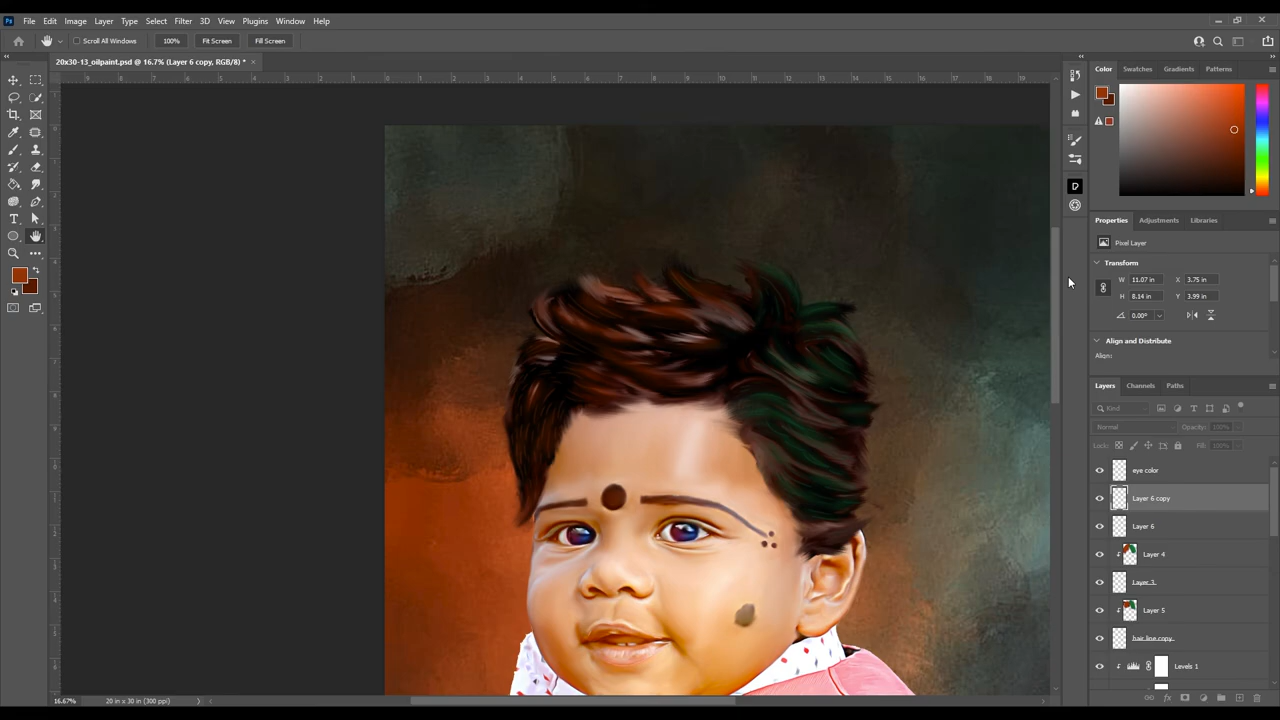 Ps File Edit Image Layer Type Select Filter 3D View Plugins Window Help
Scroll All Windows 100% Fit Screen Fill Screen
20x30-13_oilpaint.psd @ 16.7% (Layer 6 copy, RGB/8) * ×
Color Swatches Gradients Patterns
Properties Adjustments Libraries
Pixel Layer
Transform
W 11.07 in X 3.75 in
H 8.14 in Y 3.99 in
0.00°
Align and Distribute
Align:
Layers Channels Paths
Kind
Normal Opacity: 100%
Lock: Fill: 100%
eye color
Layer 6 copy
Layer 6
Layer 4
Layer 3
Layer 5
hair line copy
Levels 1
16.67% 20 in x 30 in (300 ppi)